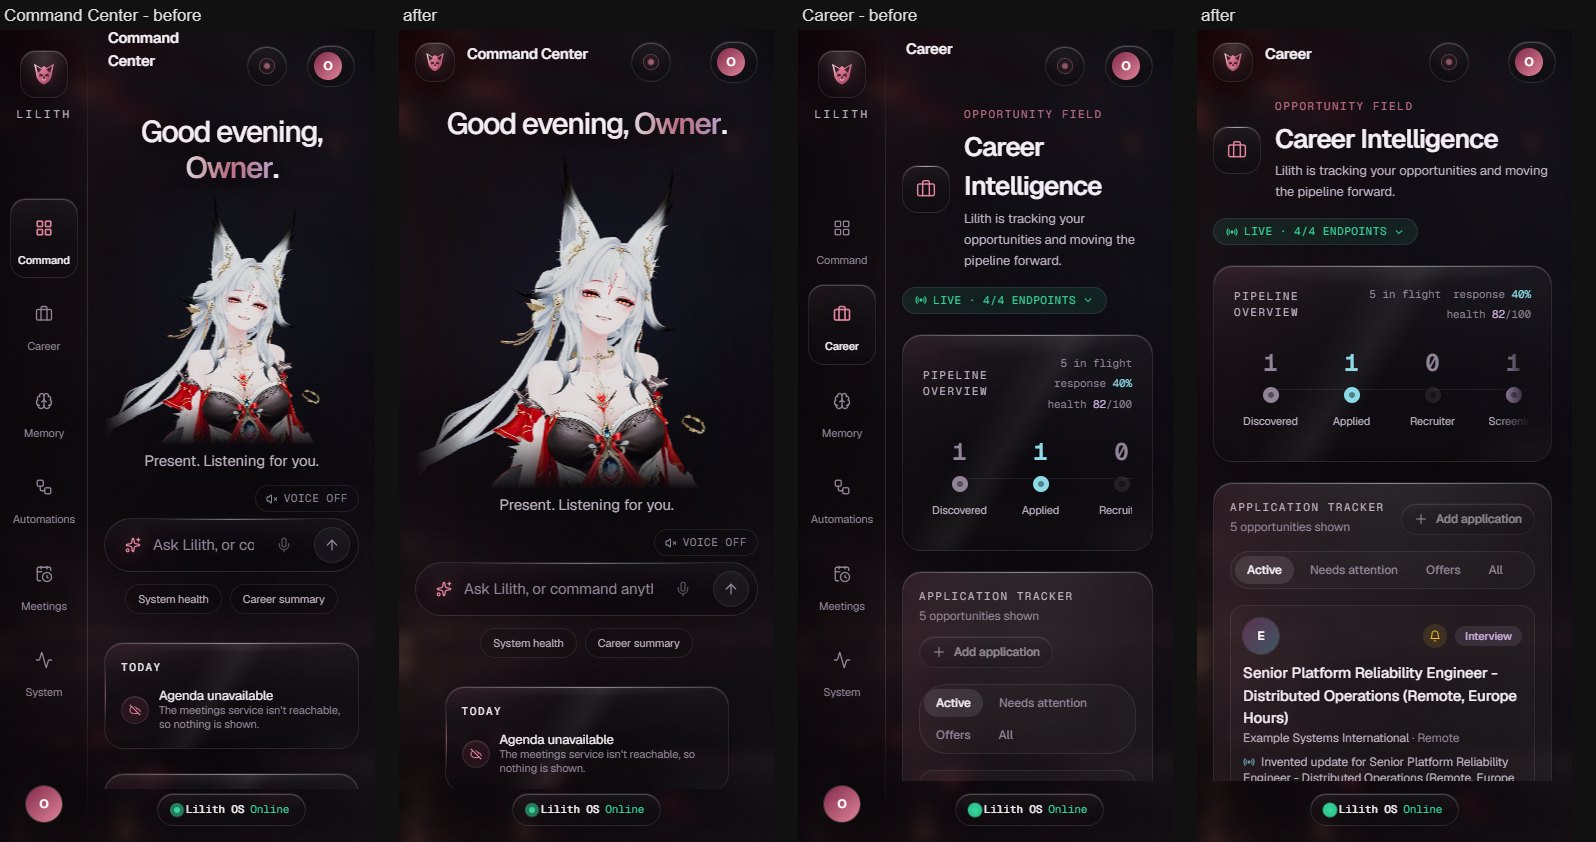 Command Center - before
LILITH
Command
Career
Memory
Automations
Meetings
System
O
Command
Center
O
Good evening,
Owner.
Present. Listening for you.
VOICE OFF
Ask Lilith, or co
System health
Career summary
TODAY
Agenda unavailable
The meetings service isn't reachable,
so nothing is shown.
Lilith OS Online
after
Command Center
O
Good evening, Owner.
Present. Listening for you.
VOICE OFF
Ask Lilith, or command anyt
System health
Career summary
TODAY
Agenda unavailable
The meetings service isn't reachable, so
nothing is shown.
Lilith OS Online
Career - before
LILITH
Command
Career
Memory
Automations
Meetings
System
O
Career
O
OPPORTUNITY FIELD
Career
Intelligence
Lilith is tracking your
opportunities and moving the
pipeline forward.
LIVE · 4/4 ENDPOINTS
PIPELINE
OVERVIEW
5 in flight
response 40%
health 82/100
1 1 0
Discovered Applied Recruit
APPLICATION TRACKER
5 opportunities shown
+ Add application
Active Needs attention
Offers All
Lilith OS Online
after
Career
O
OPPORTUNITY FIELD
Career Intelligence
Lilith is tracking your opportunities and moving
the pipeline forward.
LIVE · 4/4 ENDPOINTS
PIPELINE
OVERVIEW
5 in flight response 40%
health 82/100
1 1 0 1
Discovered Applied Recruiter Screenin
APPLICATION TRACKER
5 opportunities shown
+ Add application
Active Needs attention Offers All
E
Interview
Senior Platform Reliability Engineer -
Distributed Operations (Remote, Europe
Hours)
Example Systems International · Remote
Invented update for Senior Platform Reliability
Engineer - Distributed Operations (Remote, Europe
Lilith OS Online